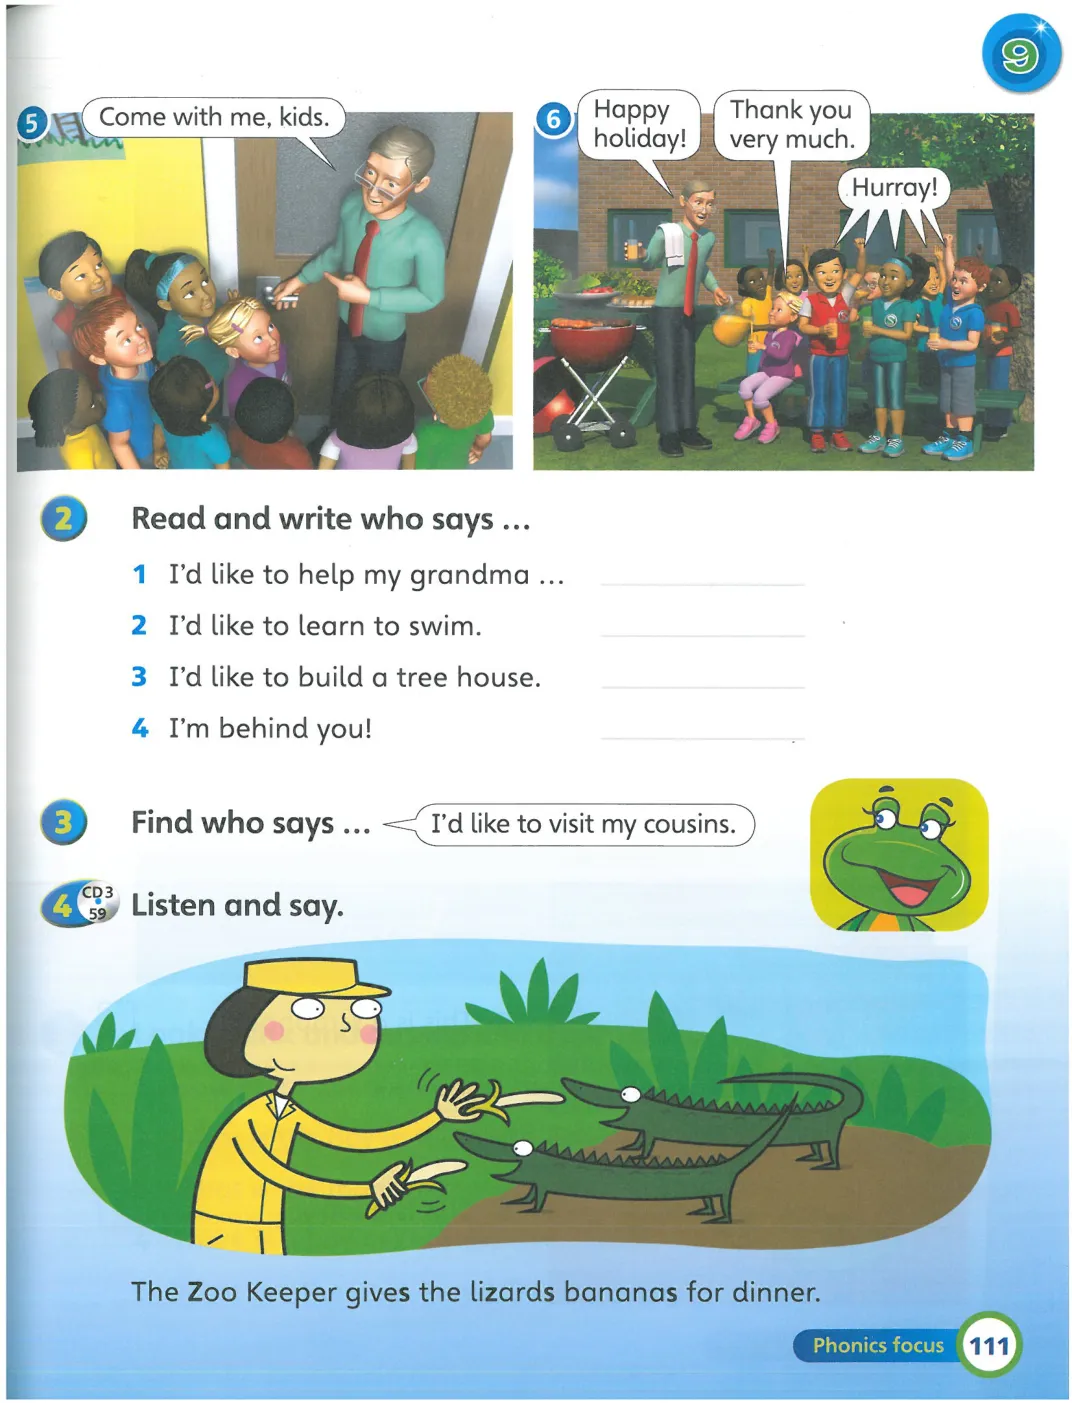 9
5
Come with me, kids.
6
Happy
holiday!
Thank you
very much.
Hurray!
2 Read and write who says ...
1 I'd like to help my grandma ...
2 I'd like to learn to swim.
3 I'd like to build a tree house.
4 I'm behind you!
3 Find who says ... I'd like to visit my cousins.
4 CD3 59 Listen and say.
The Zoo Keeper gives the lizards bananas for dinner.
Phonics focus 111